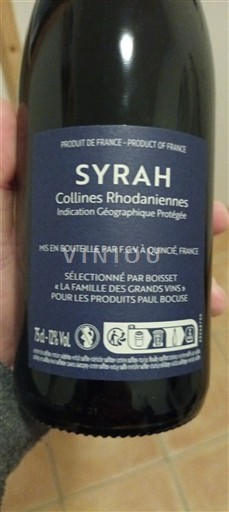 PRODUIT DE FRANCE - PRODUCT OF FRANCE
SYRAH
Collines Rhodaniennes
Indication Géographique Protégée
VINIOU
MIS EN BOUTEILLE PAR F.G.V. À QUINCIÉ, FRANCE
SÉLECTIONNÉ PAR BOISSET
« LA FAMILLE DES GRANDS VINS »
POUR LES PRODUITS PAUL BOCUSE
75cl - 12% Vol.